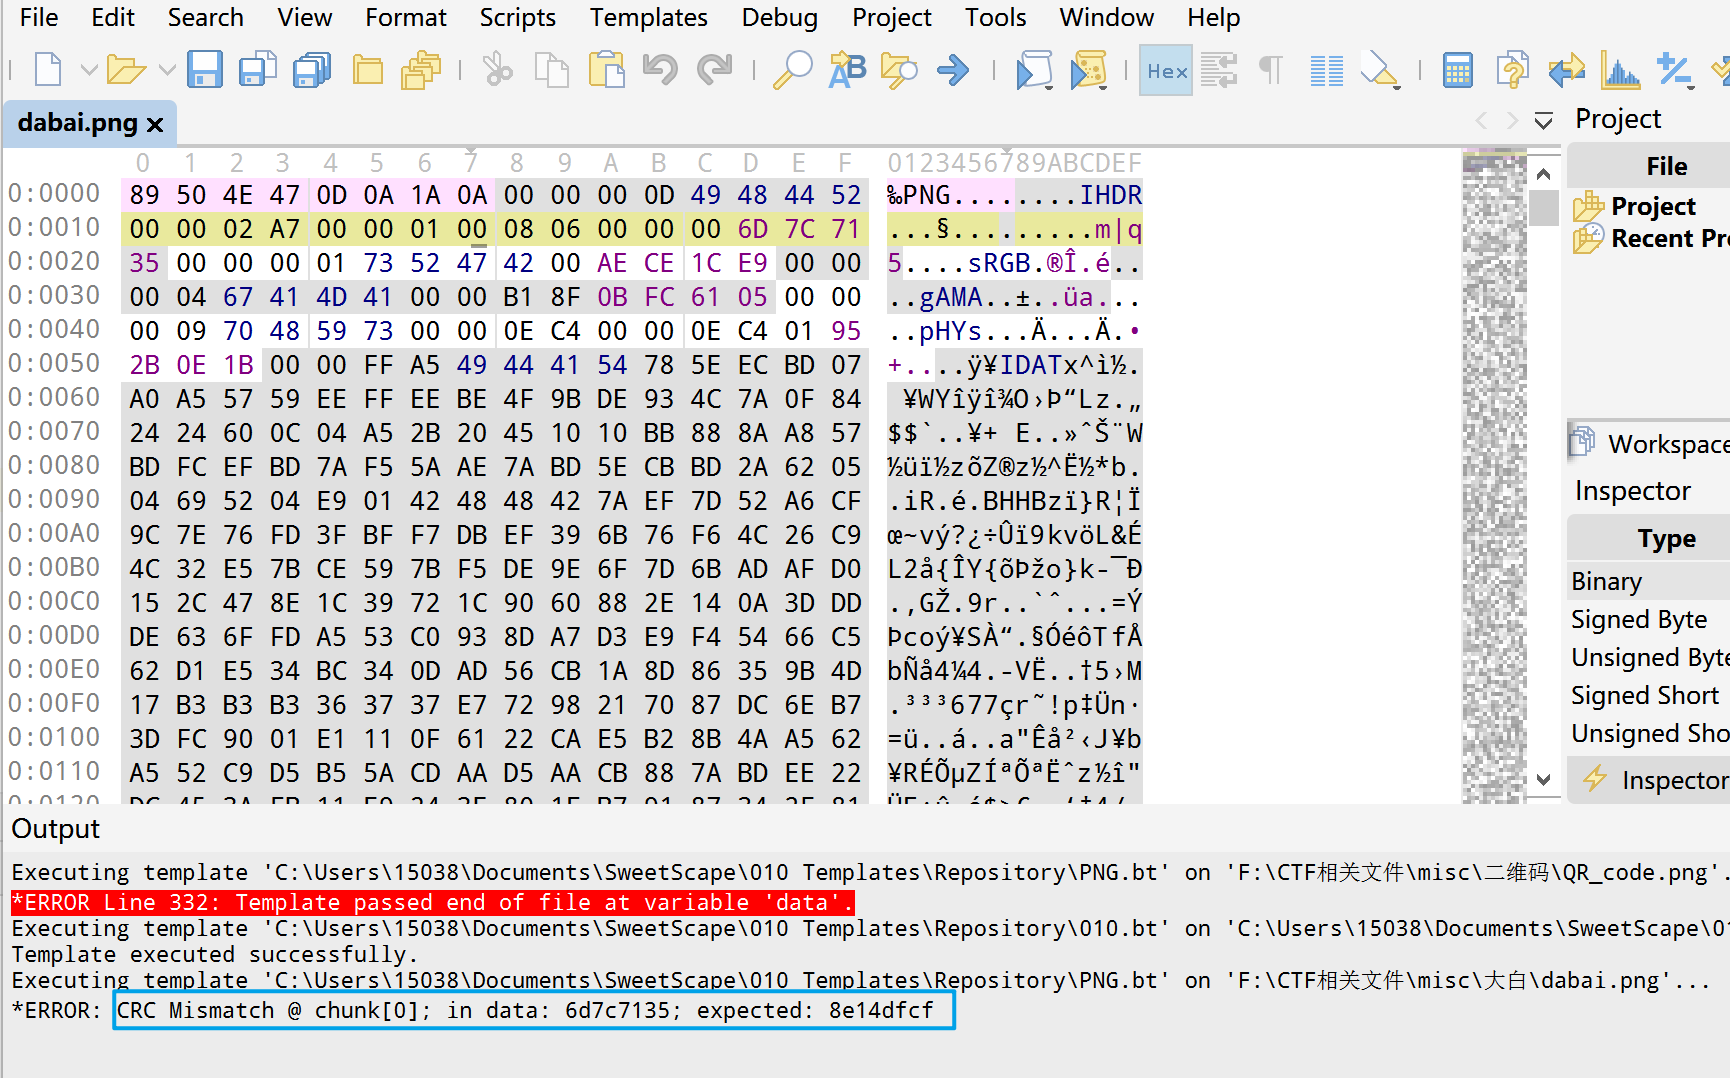 File Edit Search View Format Scripts Templates Debug Project Tools Window Help
Hex
dabai.png
Project
0 1 2 3 4 5 6 7 8 9 A B C D E F 0123456789ABCDEF
File
0:0000 89 50 4E 47 0D 0A 1A 0A 00 00 00 0D 49 48 44 52 ‰PNG........IHDR
Project
0:0010 00 00 02 A7 00 00 01 00 08 06 00 00 00 6D 7C 71 ...§.........m|q
Recent Pr
0:0020 35 00 00 00 01 73 52 47 42 00 AE CE 1C E9 00 00 5....sRGB.®Î.é..
0:0030 00 04 67 41 4D 41 00 00 B1 8F 0B FC 61 05 00 00 ..gAMA..±..üa...
0:0040 00 09 70 48 59 73 00 00 0E C4 00 00 0E C4 01 95 ..pHYs...Ä...Ä.•
0:0050 2B 0E 1B 00 00 FF A5 49 44 41 54 78 5E EC BD 07 +....ÿ¥IDATx^ì½.
0:0060 A0 A5 57 59 EE FF EE BE 4F 9B DE 93 4C 7A 0F 84 ¥WYîÿî¾O›Þ“Lz.„
0:0070 24 24 60 0C 04 A5 2B 20 45 10 10 BB 88 8A A8 57 $$`..¥+ E..»ˆŠ¨W
0:0080 BD FC EF BD 7A F5 5A AE 7A BD 5E CB BD 2A 62 05 ½üï½zõZ®z½^Ë½*b.
Workspace
0:0090 04 69 52 04 E9 01 42 48 48 42 7A EF 7D 52 A6 CF .iR.é.BHHBzï}R¦Ï
Inspector
0:00A0 9C 7E 76 FD 3F BF F7 DB EF 39 6B 76 F6 4C 26 C9 œ~vý?¿÷Ûï9kvöL&É
Type
0:00B0 4C 32 E5 7B CE 59 7B F5 DE 9E 6F 7D 6B AD AF D0 L2å{ÎY{õÞžo}k-¯Ð
Binary
0:00C0 15 2C 47 8E 1C 39 72 1C 90 60 88 2E 14 0A 3D DD .,GŽ.9r..`ˆ...=Ý
Signed Byte
0:00D0 DE 63 6F FD A5 53 C0 93 8D A7 D3 E9 F4 54 66 C5 Þcoý¥SÀ“.§ÓéôTfÅ
Unsigned Byte
0:00E0 62 D1 E5 34 BC 34 0D AD 56 CB 1A 8D 86 35 9B 4D bÑå4¼4.-VË..†5›M
Signed Short
0:00F0 17 B3 B3 B3 36 37 37 E7 72 98 21 70 87 DC 6E B7 .³³³677çr˜!p‡Ün·
Unsigned Sho
0:0100 3D FC 90 01 E1 11 0F 61 22 CA E5 B2 8B 4A A5 62 =ü..á..a"Êå²‹J¥b
0:0110 A5 52 C9 D5 B5 5A CD AA D5 AA CB 88 7A BD EE 22 ¥RÉÕµZÍªÕªËˆz½î"
Inspector
Output
Executing template 'C:\Users\15038\Documents\SweetScape\010 Templates\Repository\PNG.bt' on 'F:\CTF相关文件\misc\二维码\QR_code.png'.
*ERROR Line 332: Template passed end of file at variable 'data'.
Executing template 'C:\Users\15038\Documents\SweetScape\010 Templates\Repository\010.bt' on 'C:\Users\15038\Documents\SweetScape\01
Template executed successfully.
Executing template 'C:\Users\15038\Documents\SweetScape\010 Templates\Repository\PNG.bt' on 'F:\CTF相关文件\misc\大白\dabai.png'...
*ERROR: CRC Mismatch @ chunk[0]; in data: 6d7c7135; expected: 8e14dfcf